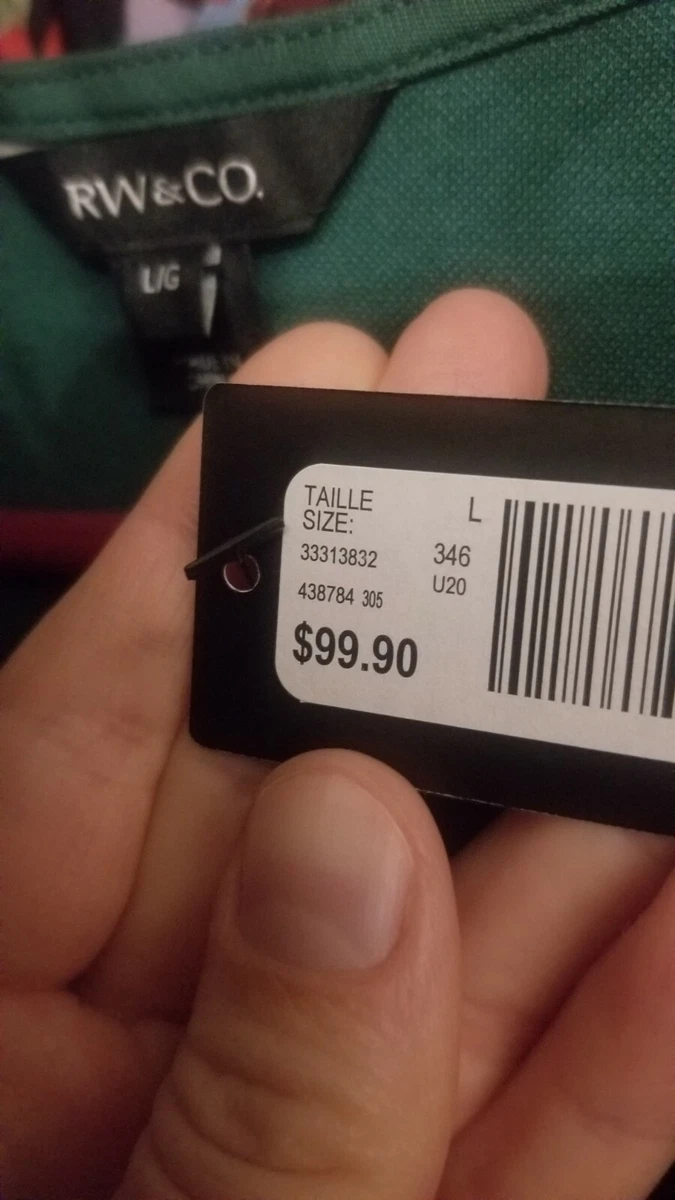 RW&CO.
L/G
TAILLE
SIZE: L
33313832 346
438784 305 U20
$99.90